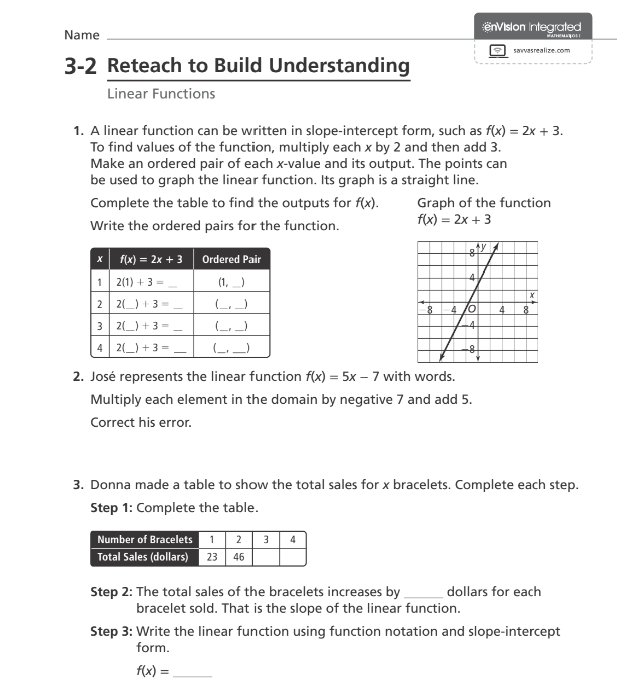 enVision Integrated
MATHEMATICS I
Name
savvasrealize.com
3-2 Reteach to Build Understanding
Linear Functions
1. A linear function can be written in slope-intercept form, such as f(x) = 2x + 3.
To find values of the function, multiply each x by 2 and then add 3.
Make an ordered pair of each x-value and its output. The points can
be used to graph the linear function. Its graph is a straight line.
Complete the table to find the outputs for f(x).
Write the ordered pairs for the function.
Graph of the function
f(x) = 2x + 3
x f(x) = 2x + 3 Ordered Pair
1 2(1) + 3 = _ (1, _)
2 2(_) + 3 = _ (_, _)
3 2(_) + 3 = _ (_, _)
4 2(_) + 3 = __ (_, __)
8 y
4
x
8 4 O 4 8
-4
-8
2. José represents the linear function f(x) = 5x − 7 with words.
Multiply each element in the domain by negative 7 and add 5.
Correct his error.
3. Donna made a table to show the total sales for x bracelets. Complete each step.
Step 1: Complete the table.
Number of Bracelets 1 2 3 4
Total Sales (dollars) 23 46
Step 2: The total sales of the bracelets increases by _____ dollars for each
bracelet sold. That is the slope of the linear function.
Step 3: Write the linear function using function notation and slope-intercept
form.
f(x) = _____